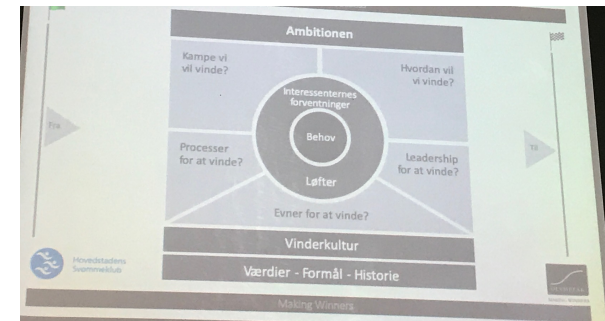 Ambitionen
Kampe vi
vil vinde?
Hvordan vil
vi vinde?
Interessenternes
forventninger
Behov
Processer
for at vinde?
Leadership
for at vinde?
Løfter
Evner for at vinde?
Vinderkultur
Værdier - Formål - Historie
Hovedstadens
Svømmeklub
Making Winners